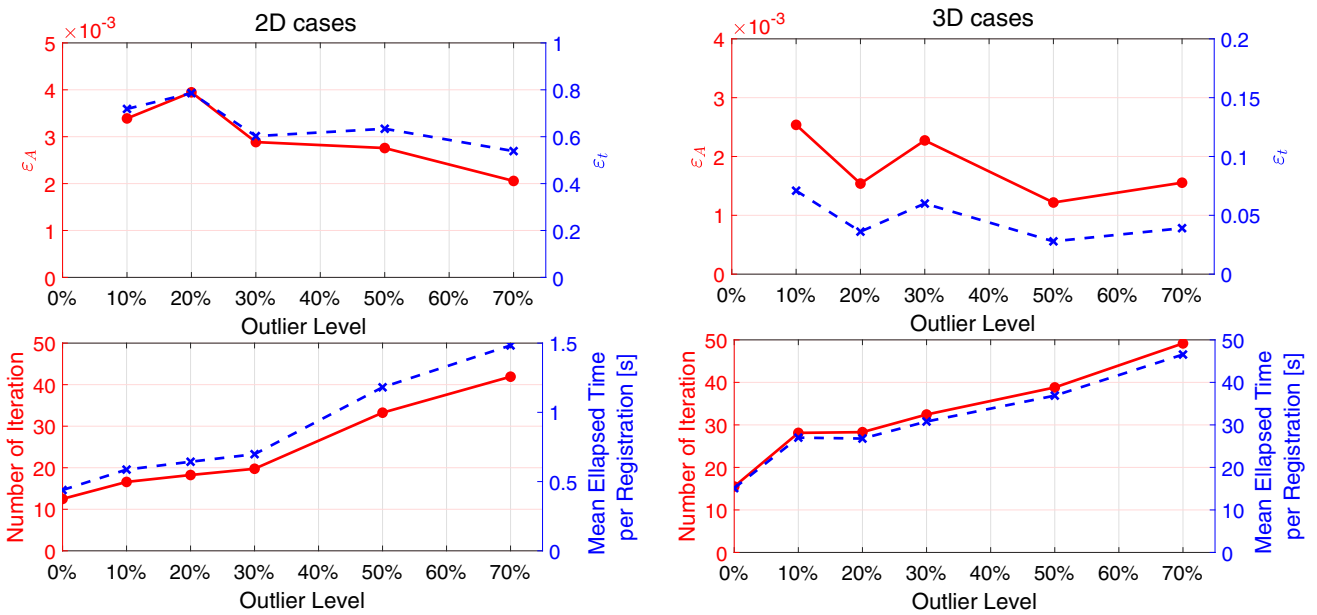 2D cases
×10⁻³
5
4
3
2
1
0
ε_A
1
0.8
0.6
0.4
0.2
0
ε_t
0% 10% 20% 30% 40% 50% 60% 70%
Outlier Level
3D cases
×10⁻³
4
3
2
1
0
ε_A
0.2
0.15
0.1
0.05
0
ε_t
0% 10% 20% 30% 40% 50% 60% 70%
Outlier Level
50
40
30
20
10
0
Number of Iteration
1.5
1
0.5
0
Mean Ellapsed Time
per Registration [s]
0% 10% 20% 30% 40% 50% 60% 70%
Outlier Level
50
40
30
20
10
0
Number of Iteration
50
40
30
20
10
0
Mean Ellapsed Time
per Registration [s]
0% 10% 20% 30% 40% 50% 60% 70%
Outlier Level